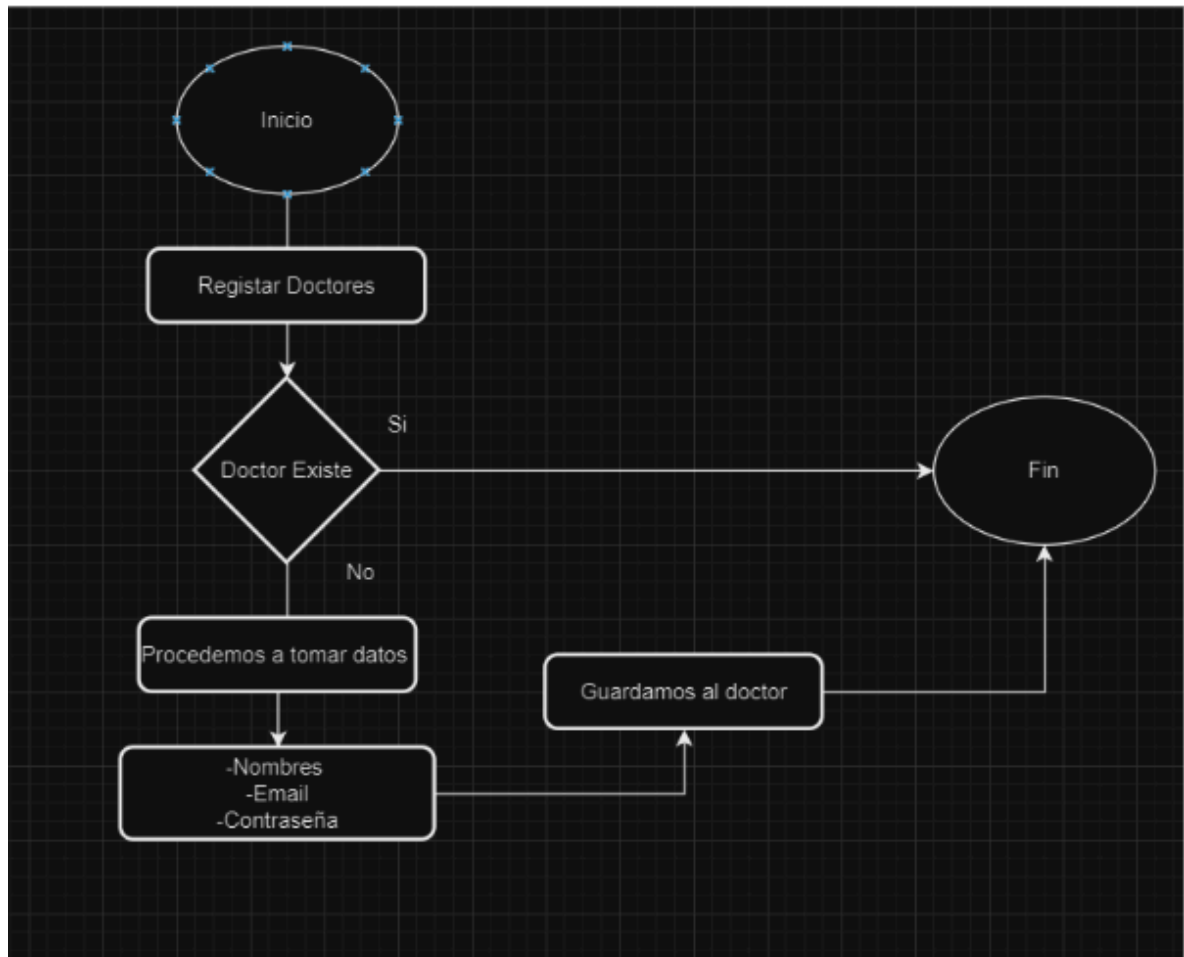 Inicio
Registar Doctores
Si
Doctor Existe
Fin
No
Procedemos a tomar datos
Guardamos al doctor
-Nombres
-Email
-Contraseña